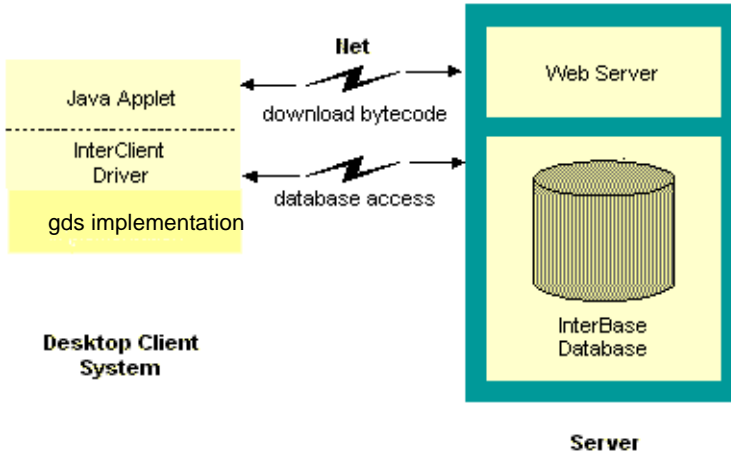 Net
Java Applet
download bytecode
Web Server
InterClient
Driver
database access
gds implementation
InterBase
Database
Desktop Client
System
Server